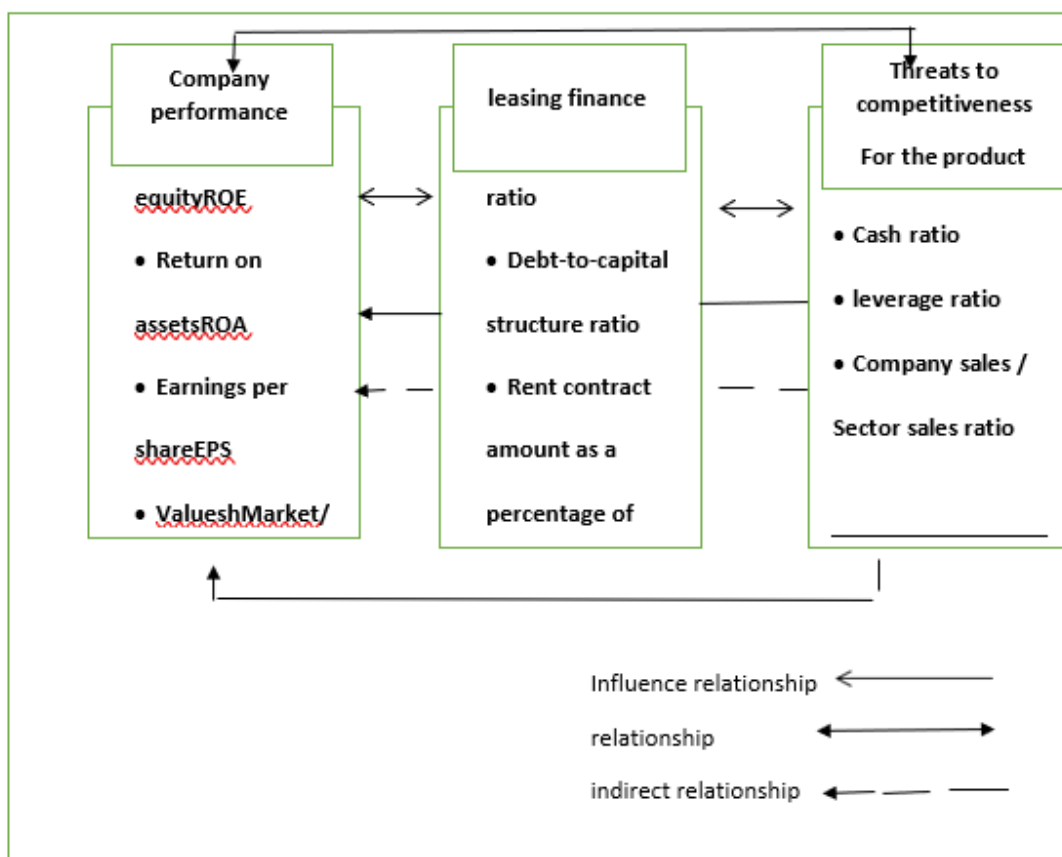 Company
performance
equityROE
• Return on
assetsROA
• Earnings per
shareEPS
• ValueshMarket/
leasing finance
ratio
• Debt-to-capital
structure ratio
• Rent contract
amount as a
percentage of
Threats to
competitiveness
For the product
• Cash ratio
• leverage ratio
• Company sales /
Sector sales ratio
Influence relationship
relationship
indirect relationship